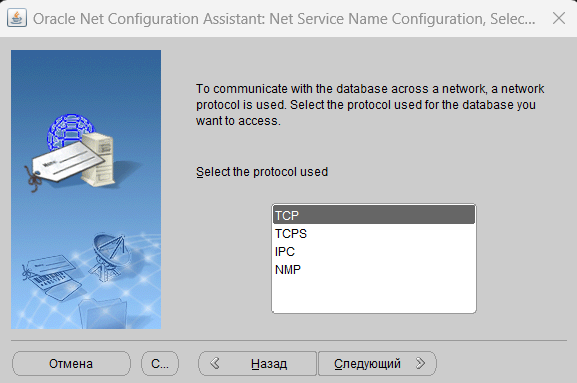 Oracle Net Configuration Assistant: Net Service Name Configuration, Selec...
To communicate with the database across a network, a network
protocol is used. Select the protocol used for the database you
want to access.
Select the protocol used
TCP
TCPS
IPC
NMP
Отмена С... Назад Следующий